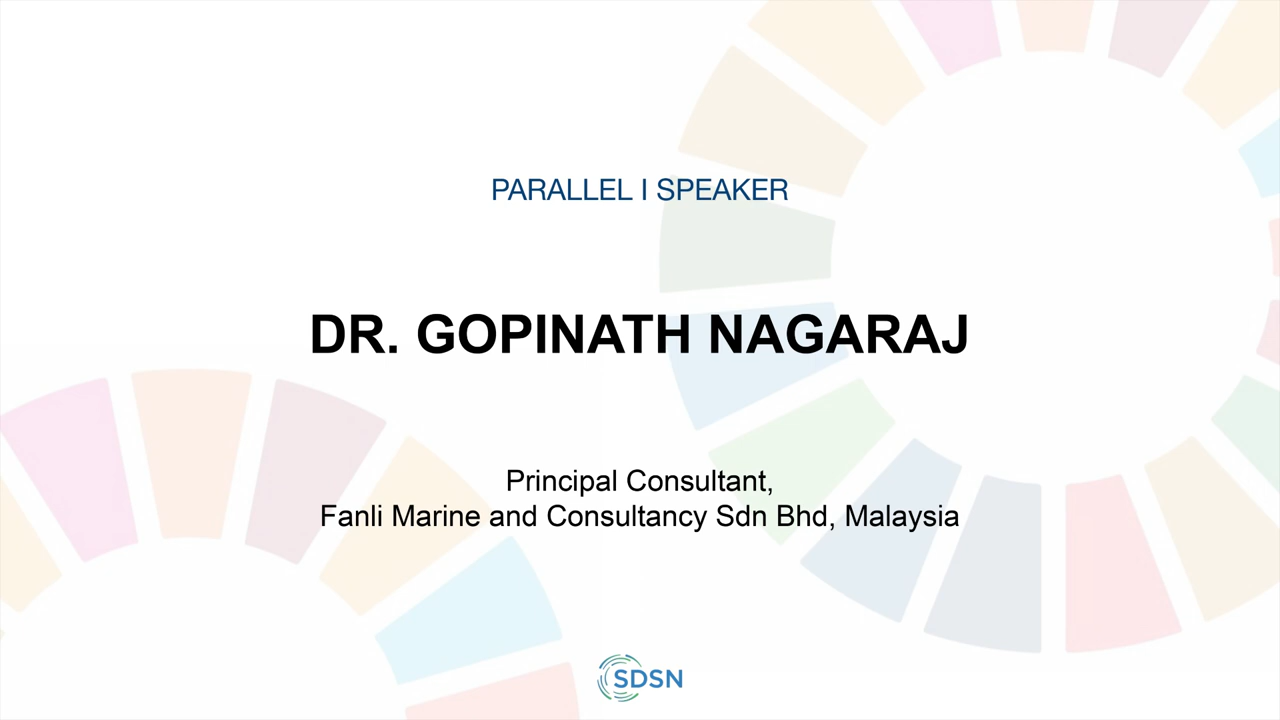 PARALLEL I SPEAKER
DR. GOPINATH NAGARAJ
Principal Consultant,
Fanli Marine and Consultancy Sdn Bhd, Malaysia
SDSN